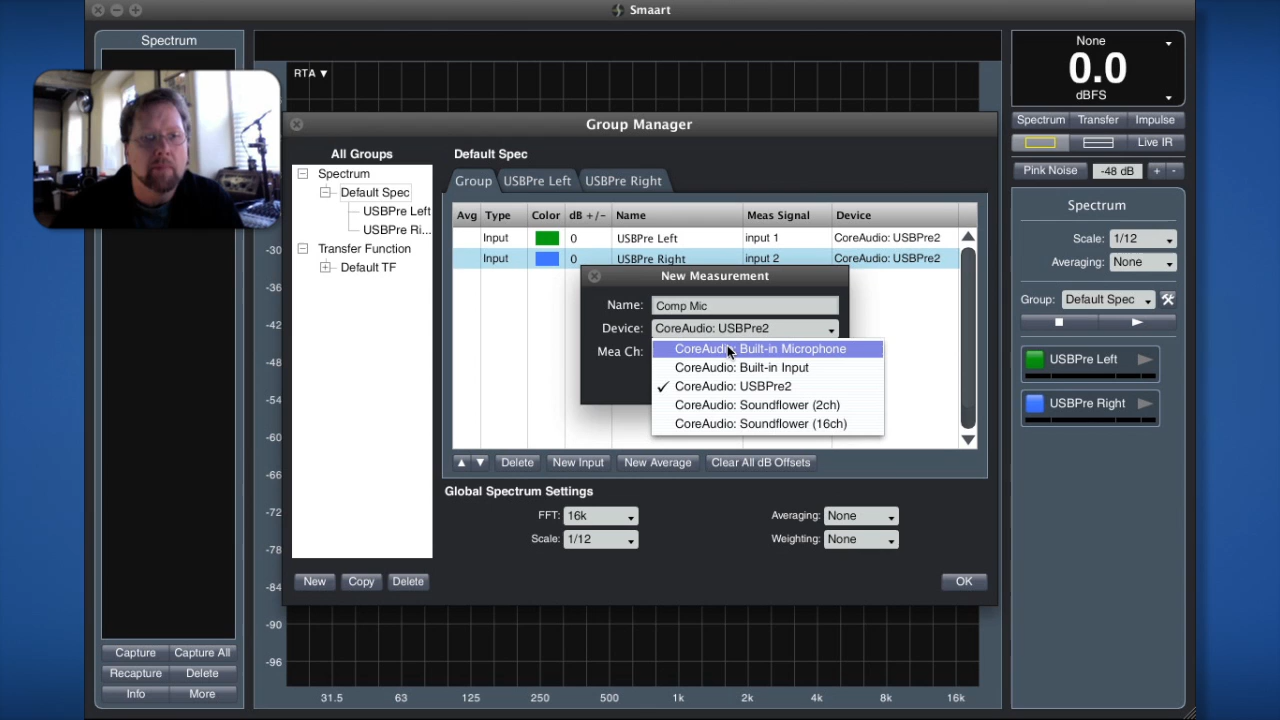 Smaart
Spectrum
RTA ▼
None
0.0
dBFS
Spectrum Transfer Impulse
Live IR
Pink Noise -48 dB + -
Group Manager
All Groups
Spectrum
Default Spec
USBPre Left
USBPre Ri...
Transfer Function
Default TF
Default Spec
Group USBPre Left USBPre Right
Avg Type Color dB +/- Name Meas Signal Device
Input 0 USBPre Left input 1 CoreAudio: USBPre2
Input 0 USBPre Right input 2 CoreAudio: USBPre2
New Measurement
Name: Comp Mic
Device: CoreAudio: USBPre2
Mea Ch:
CoreAudio: Built-in Microphone
CoreAudio: Built-in Input
✓ CoreAudio: USBPre2
CoreAudio: Soundflower (2ch)
CoreAudio: Soundflower (16ch)
▲ ▼ Delete New Input New Average Clear All dB Offsets
Global Spectrum Settings
FFT: 16k Averaging: None
Scale: 1/12 Weighting: None
New Copy Delete OK
Spectrum
Scale: 1/12
Averaging: None
Group: Default Spec
USBPre Left
USBPre Right
-30
-36
-42
-48
-54
-60
-66
-72
-78
-84
-90
-96
31.5 63 125 250 500 1k 2k 4k 8k 16k
Capture Capture All
Recapture Delete
Info More